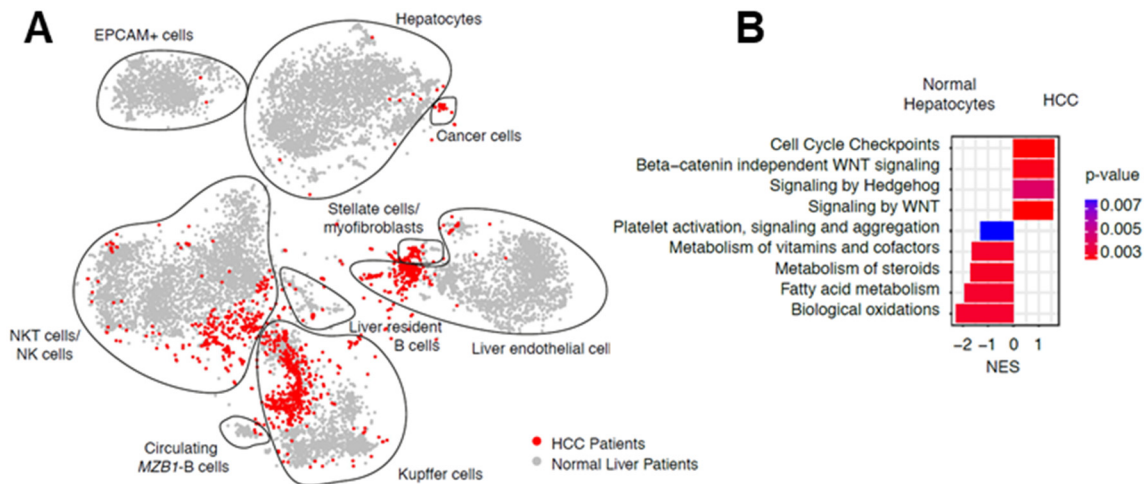 A
EPCAM+ cells
Hepatocytes
Cancer cells
Stellate cells/
myofibroblasts
NKT cells/
NK cells
Liver resident
B cells
Liver endothelial cell
Circulating
MZB1-B cells
Kupffer cells
HCC Patients
Normal Liver Patients
B
Normal
Hepatocytes
HCC
Cell Cycle Checkpoints
Beta-catenin independent WNT signaling
Signaling by Hedgehog
Signaling by WNT
Platelet activation, signaling and aggregation
Metabolism of vitamins and cofactors
Metabolism of steroids
Fatty acid metabolism
Biological oxidations
-2 -1 0 1
NES
p-value
0.007
0.005
0.003